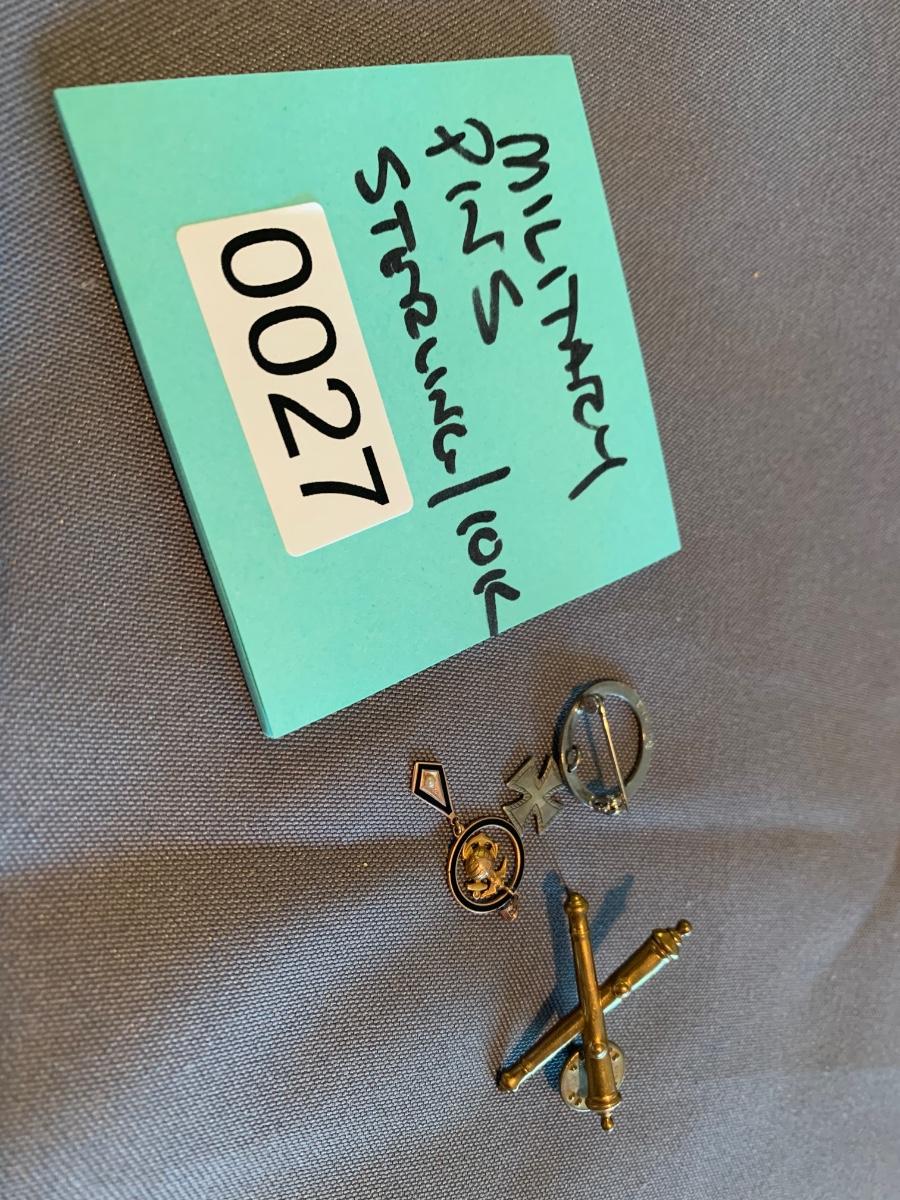 MILITARY
PINS
STERLING/10K
0027